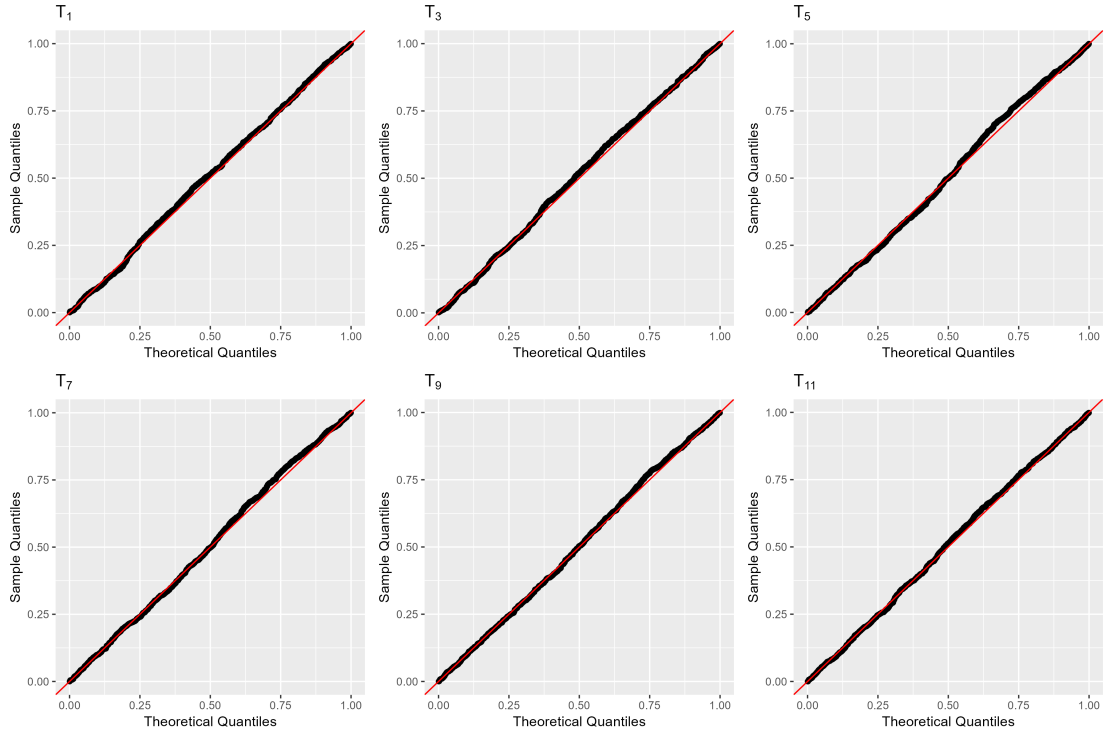 T₁ T₃ T₅
1.00 1.00 1.00
0.75 0.75 0.75
Sample Quantiles Sample Quantiles Sample Quantiles
0.50 0.50 0.50
0.25 0.25 0.25
0.00 0.00 0.00
0.00 0.25 0.50 0.75 1.00 0.00 0.25 0.50 0.75 1.00 0.00 0.25 0.50 0.75 1.00
Theoretical Quantiles Theoretical Quantiles Theoretical Quantiles
T₇ T₉ T₁₁
1.00 1.00 1.00
0.75 0.75 0.75
Sample Quantiles Sample Quantiles Sample Quantiles
0.50 0.50 0.50
0.25 0.25 0.25
0.00 0.00 0.00
0.00 0.25 0.50 0.75 1.00 0.00 0.25 0.50 0.75 1.00 0.00 0.25 0.50 0.75 1.00
Theoretical Quantiles Theoretical Quantiles Theoretical Quantiles